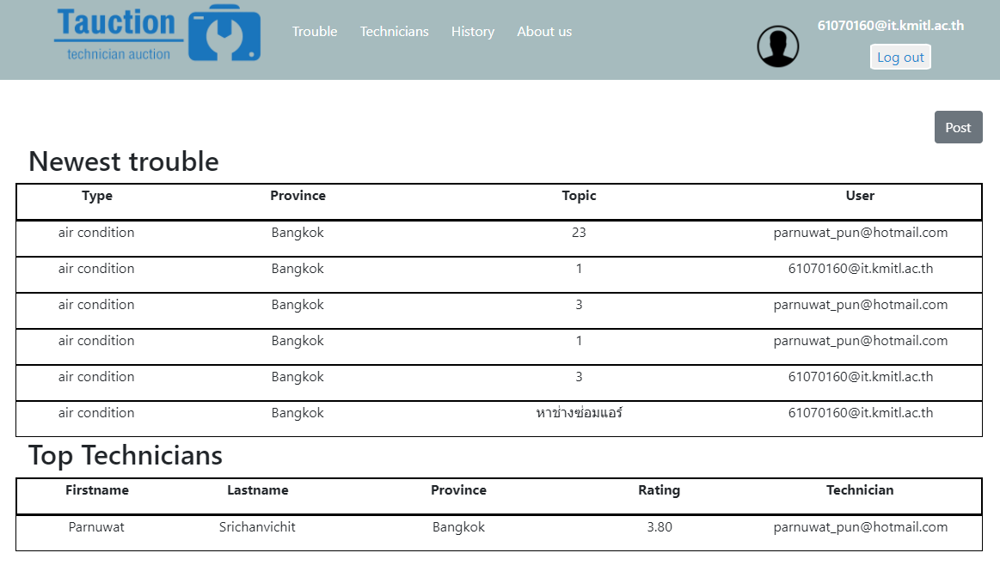 Tauction
technician auction
Trouble Technicians History About us
61070160@it.kmitl.ac.th
Log out
Post
Newest trouble
Type Province Topic User
air condition Bangkok 23 parnuwat_pun@hotmail.com
air condition Bangkok 1 61070160@it.kmitl.ac.th
air condition Bangkok 3 parnuwat_pun@hotmail.com
air condition Bangkok 1 parnuwat_pun@hotmail.com
air condition Bangkok 3 61070160@it.kmitl.ac.th
air condition Bangkok หาช่างซ่อมแอร์ 61070160@it.kmitl.ac.th
Top Technicians
Firstname Lastname Province Rating Technician
Parnuwat Srichanvichit Bangkok 3.80 parnuwat_pun@hotmail.com